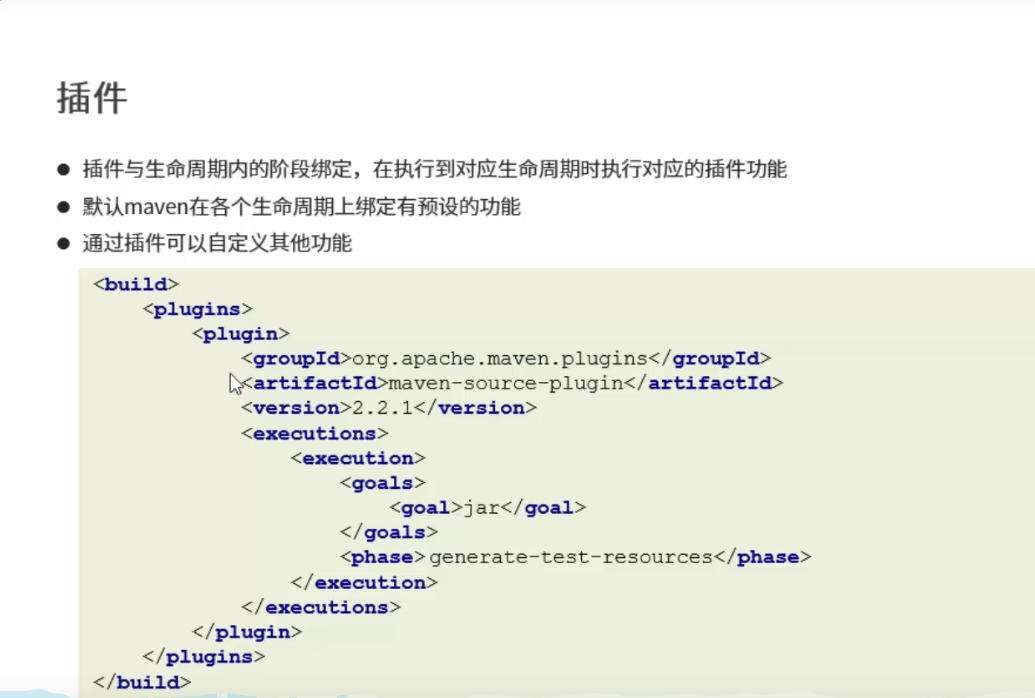 插件
● 插件与生命周期内的阶段绑定，在执行到对应生命周期时执行对应的插件功能
● 默认maven在各个生命周期上绑定有预设的功能
● 通过插件可以自定义其他功能
<build>
    <plugins>
        <plugin>
            <groupId>org.apache.maven.plugins</groupId>
            <artifactId>maven-source-plugin</artifactId>
            <version>2.2.1</version>
            <executions>
                <execution>
                    <goals>
                        <goal>jar</goal>
                    </goals>
                    <phase>generate-test-resources</phase>
                </execution>
            </executions>
        </plugin>
    </plugins>
</build>